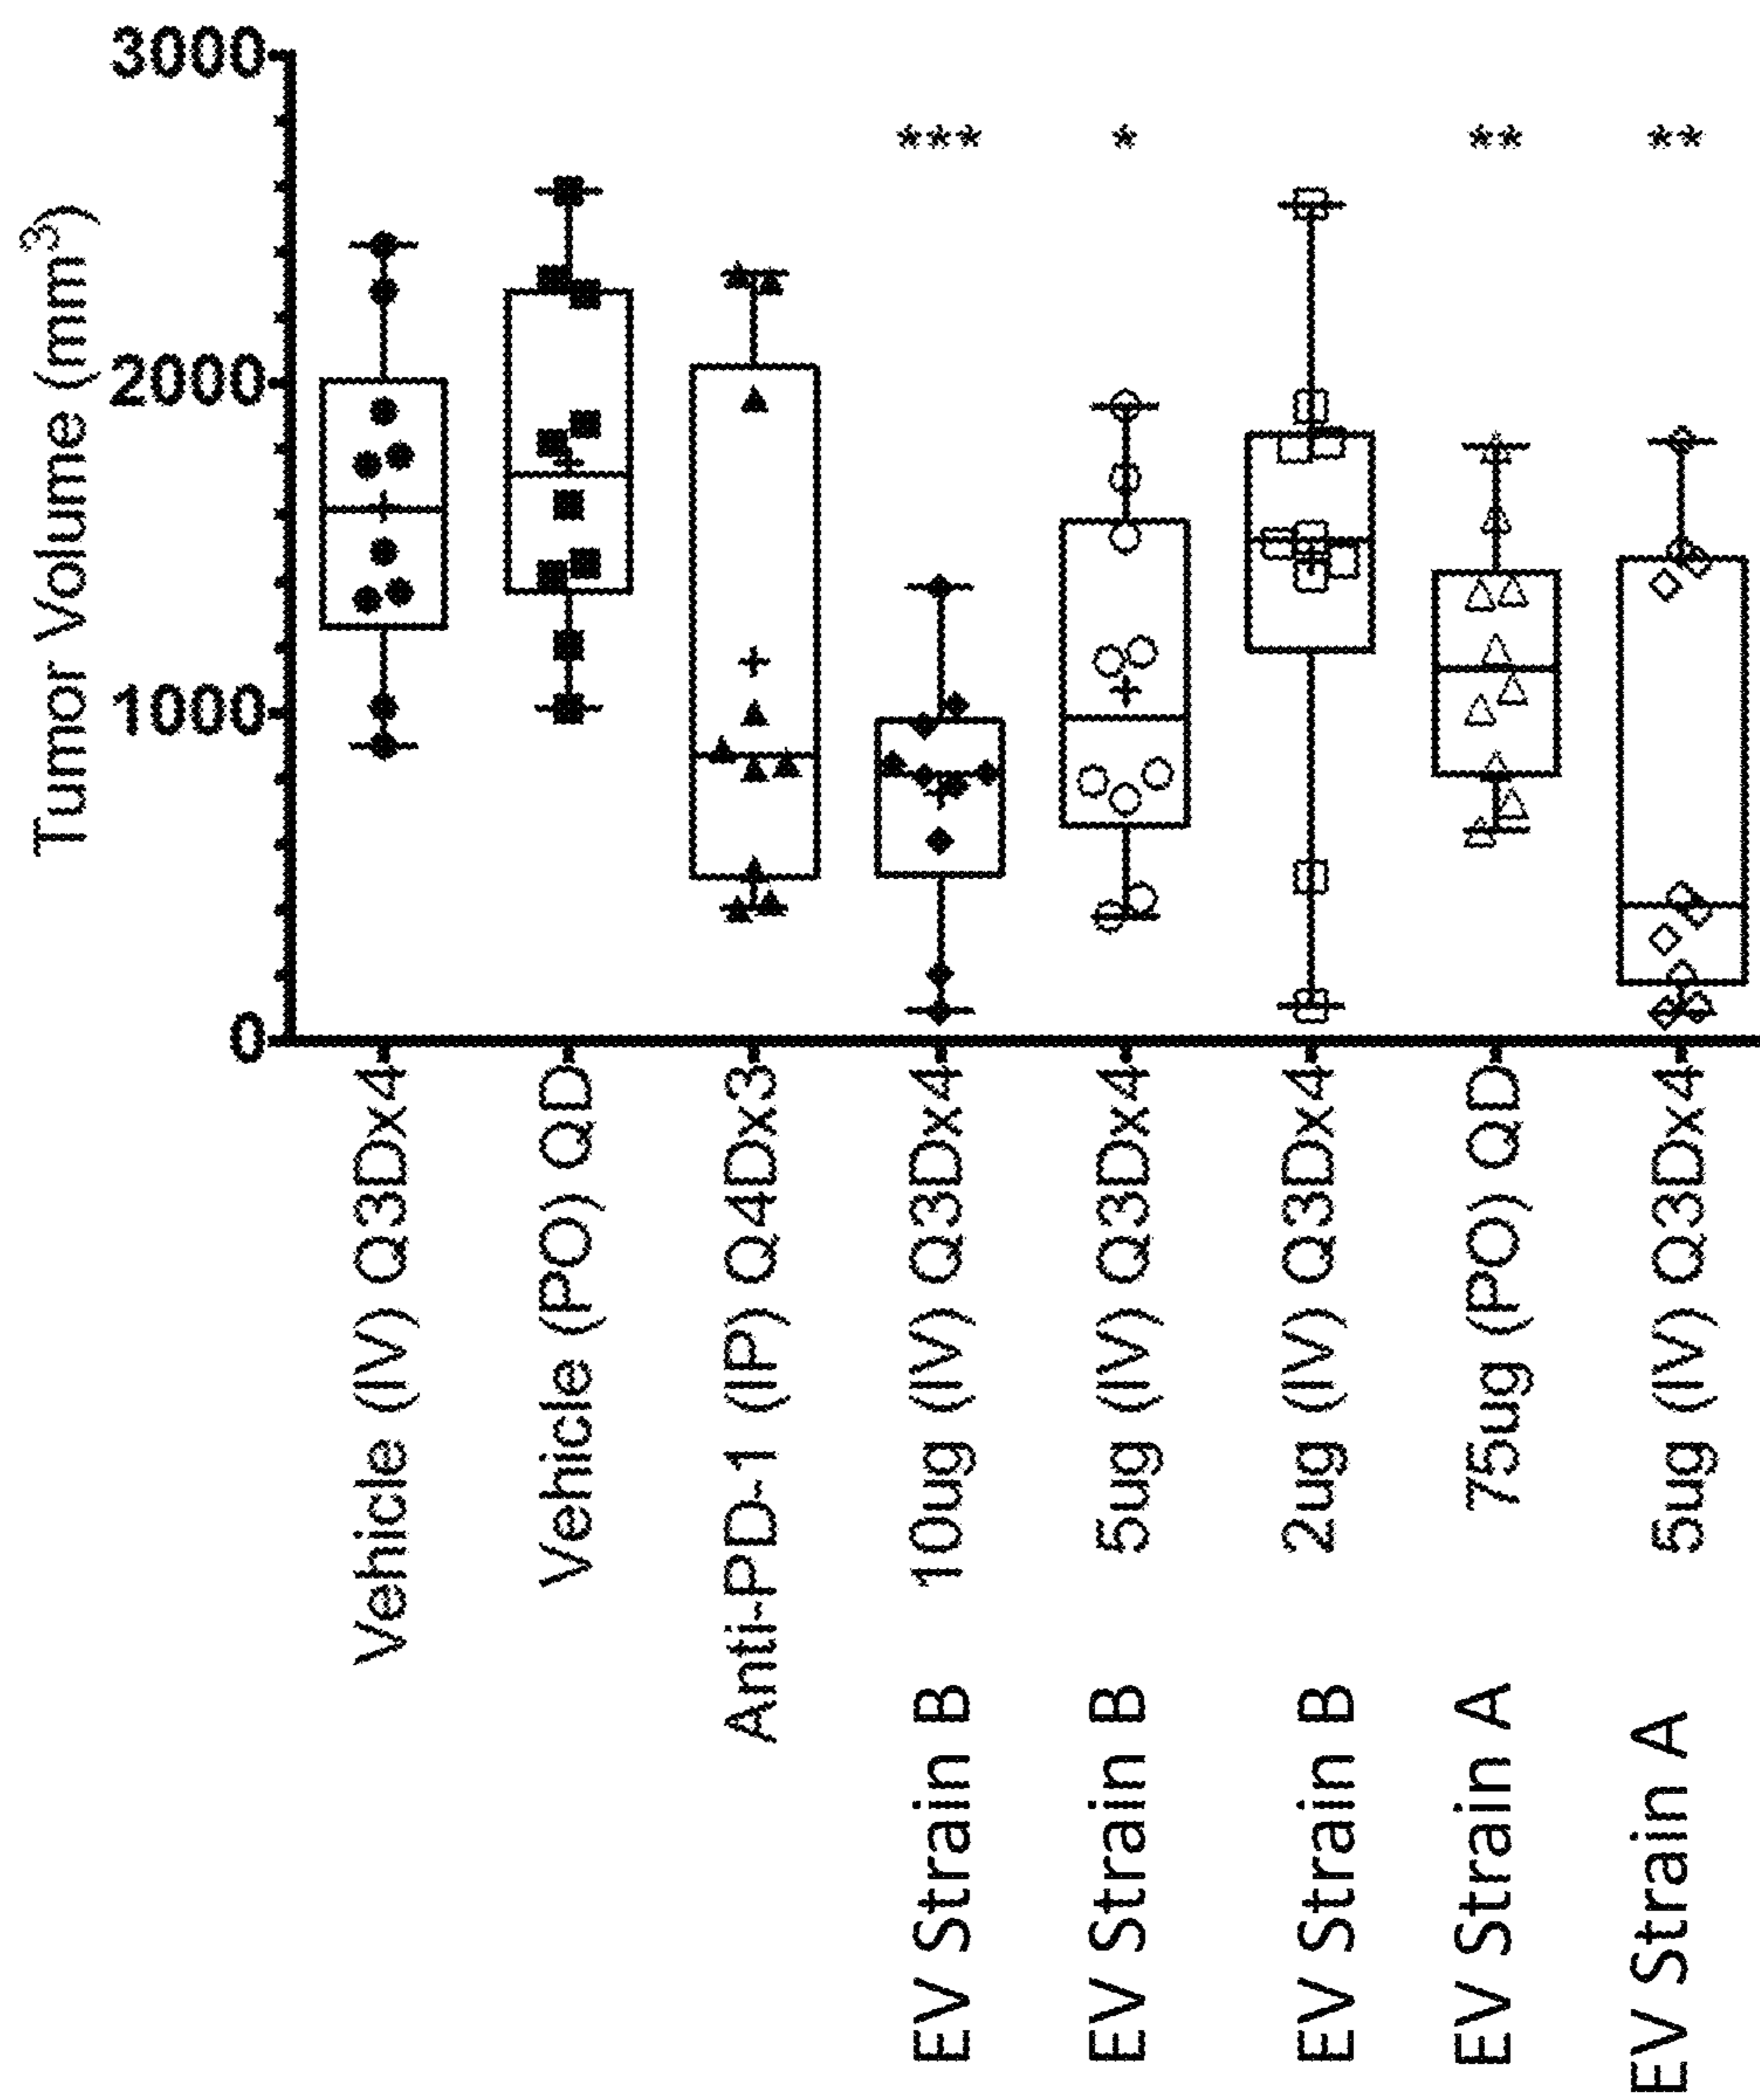 Tumor Volume (mm³)
3000
2000
1000
0
***
*
**
**
Vehicle (IV) Q3Dx4
Vehicle (PO) QD
Anti-PD-1 (IP) Q4Dx3
EV Strain B 10ug (IV) Q3Dx4
EV Strain B 5ug (IV) Q3Dx4
EV Strain B 2ug (IV) Q3Dx4
EV Strain A 75ug (PO) QD
EV Strain A 5ug (IV) Q3Dx4